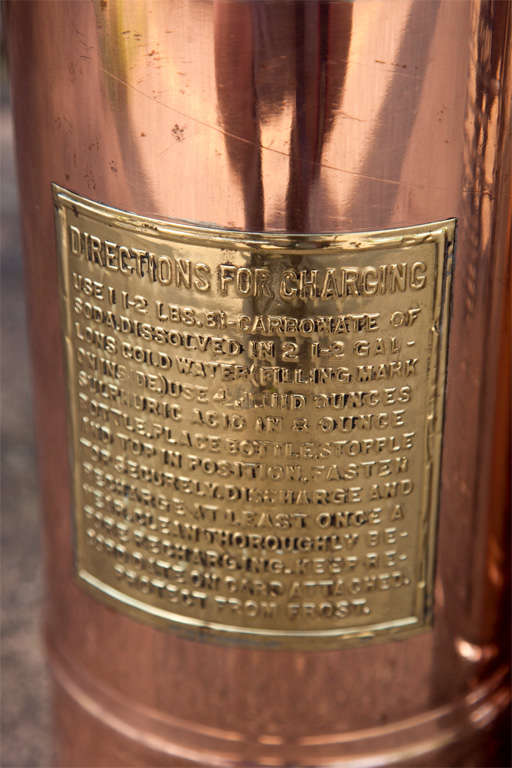 DIRECTIONS FOR CHARGING
USE 1 1-2 LBS. BI-CARBONATE OF
SODA, DISSOLVED IN 2 1-2 GAL-
LONS COLD WATER (FILLING MARK
ON INSIDE) USE 4 FLUID OUNCES
SULPHURIC ACID IN 8 OUNCE
BOTTLE, PLACE BOTTLE, STOPPLE
AND TOP IN POSITION, FASTEN
TOP SECURELY. DISCHARGE AND
RECHARGE AT LEAST ONCE A
YEAR, CLEAN THOROUGHLY BE-
FORE RECHARGING. KEEP RE-
CORD CUTS ON CARD ATTACHED.
PROTECT FROM FROST.